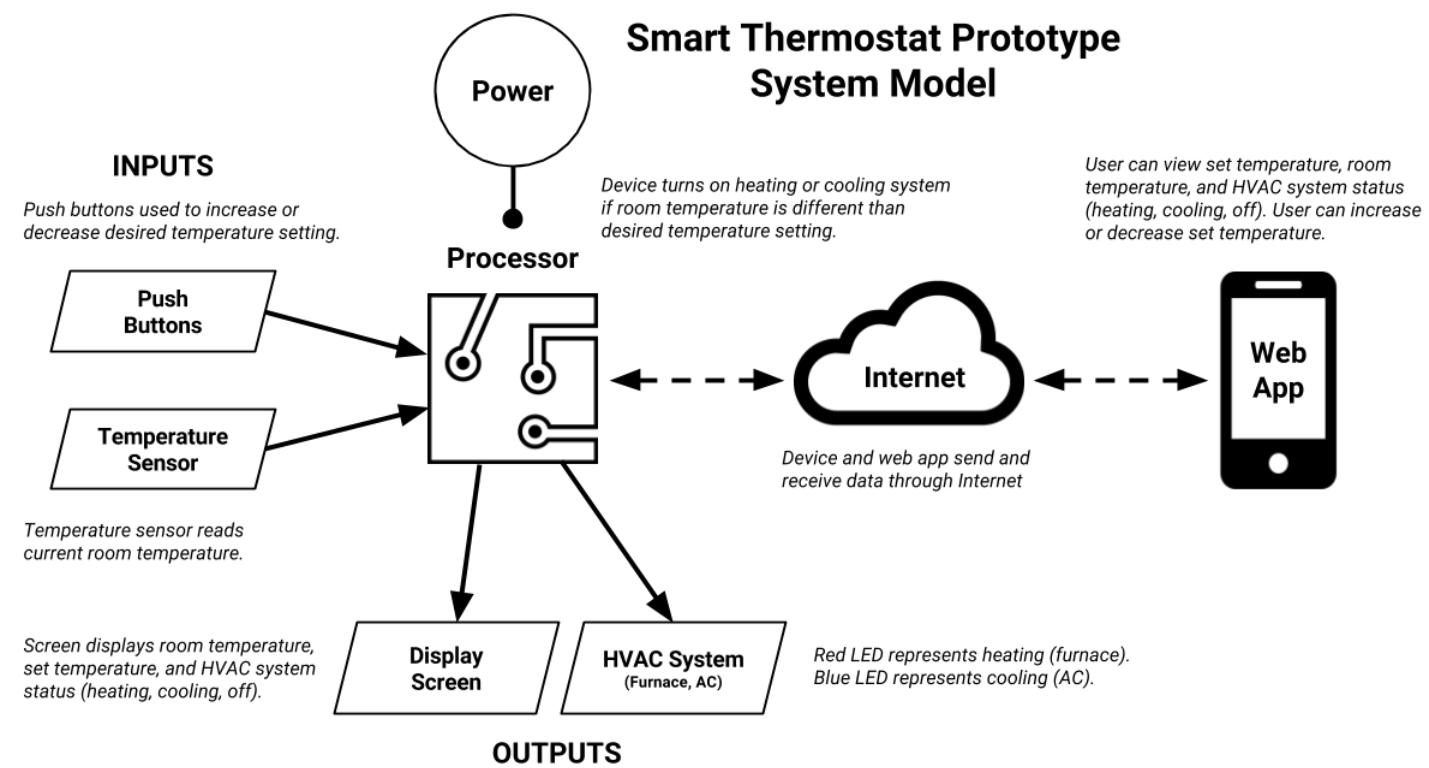 Smart Thermostat Prototype
System Model
Power
INPUTS
Push buttons used to increase or
decrease desired temperature setting.
Device turns on heating or cooling system
if room temperature is different than
desired temperature setting.
User can view set temperature, room
temperature, and HVAC system status
(heating, cooling, off). User can increase
or decrease set temperature.
Processor
Push
Buttons
Internet
Web
App
Temperature
Sensor
Device and web app send and
receive data through Internet
Temperature sensor reads
current room temperature.
Screen displays room temperature,
set temperature, and HVAC system
status (heating, cooling, off).
Display
Screen
HVAC System
(Furnace, AC)
Red LED represents heating (furnace).
Blue LED represents cooling (AC).
OUTPUTS